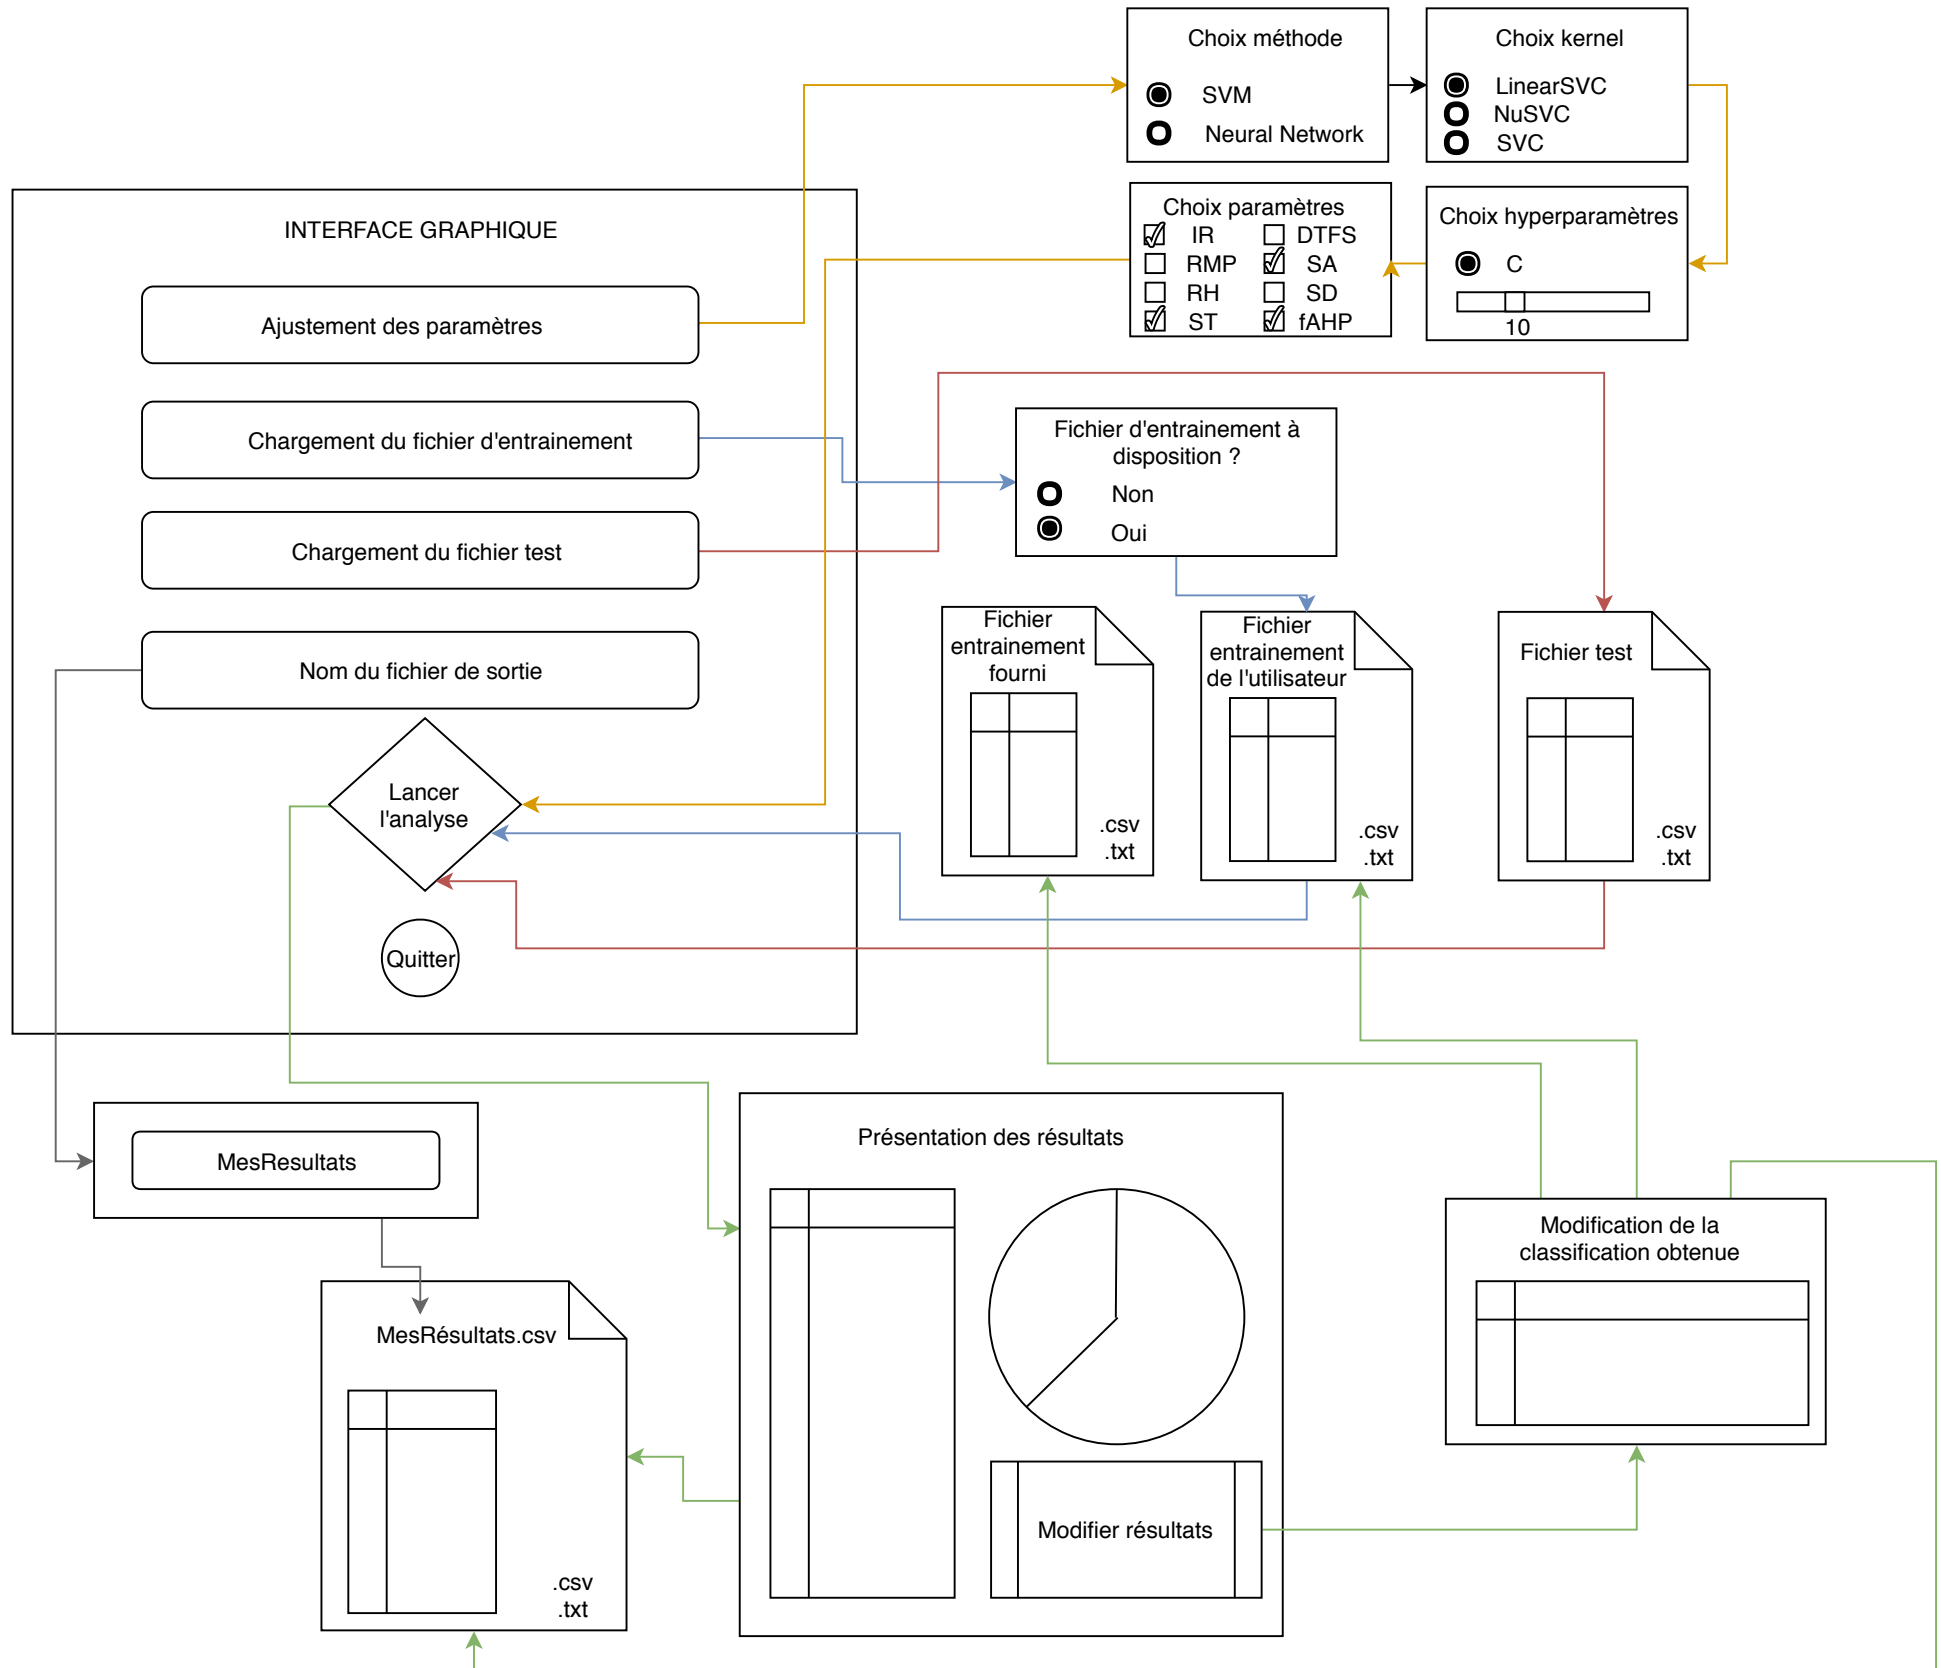 Choix méthode
SVM
Neural Network
Choix kernel
LinearSVC
NuSVC
SVC
Choix paramètres
IR
DTFS
RMP
SA
RH
SD
ST
fAHP
Choix hyperparamètres
C
10
INTERFACE GRAPHIQUE
Ajustement des paramètres
Chargement du fichier d'entrainement
Chargement du fichier test
Nom du fichier de sortie
Lancer
l'analyse
Quitter
Fichier d'entrainement à
disposition ?
Non
Oui
Fichier
entrainement
fourni
.csv
.txt
Fichier
entrainement
de l'utilisateur
.csv
.txt
Fichier test
.csv
.txt
MesResultats
MesRésultats.csv
.csv
.txt
Présentation des résultats
Modifier résultats
Modification de la
classification obtenue